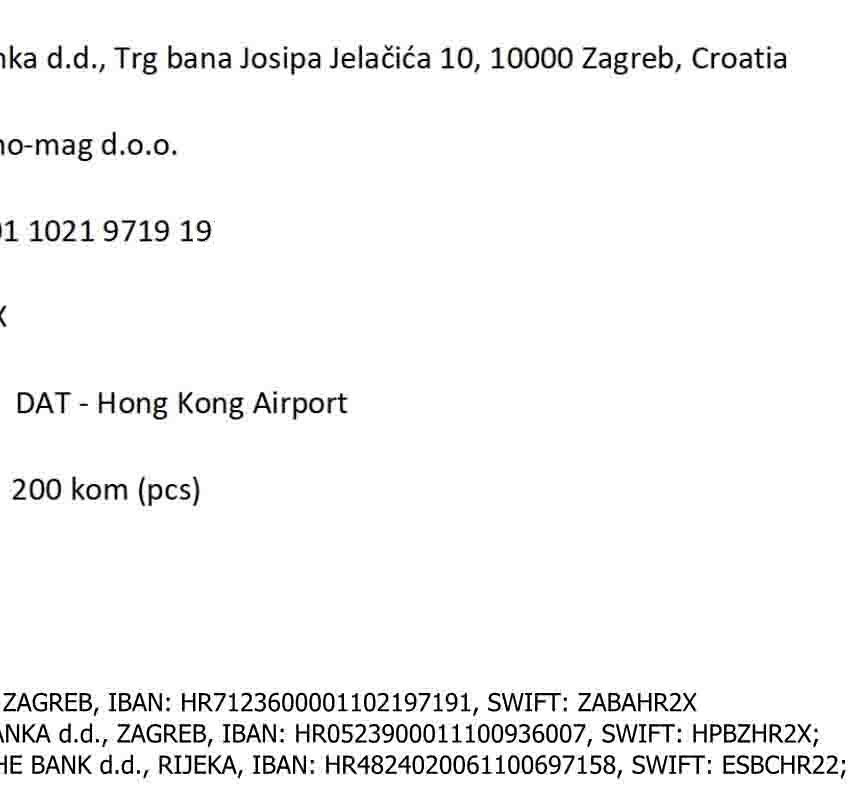 nka d.d., Trg bana Josipa Jelačića 10, 10000 Zagreb, Croatia
no-mag d.o.o.
01 1021 9719 19
X
DAT - Hong Kong Airport
200 kom (pcs)
ZAGREB, IBAN: HR7123600001102197191, SWIFT: ZABAHR2X
ANKA d.d., ZAGREB, IBAN: HR0523900011100936007, SWIFT: HPBZHR2X;
HE BANK d.d., RIJEKA, IBAN: HR4824020061100697158, SWIFT: ESBCHR22;